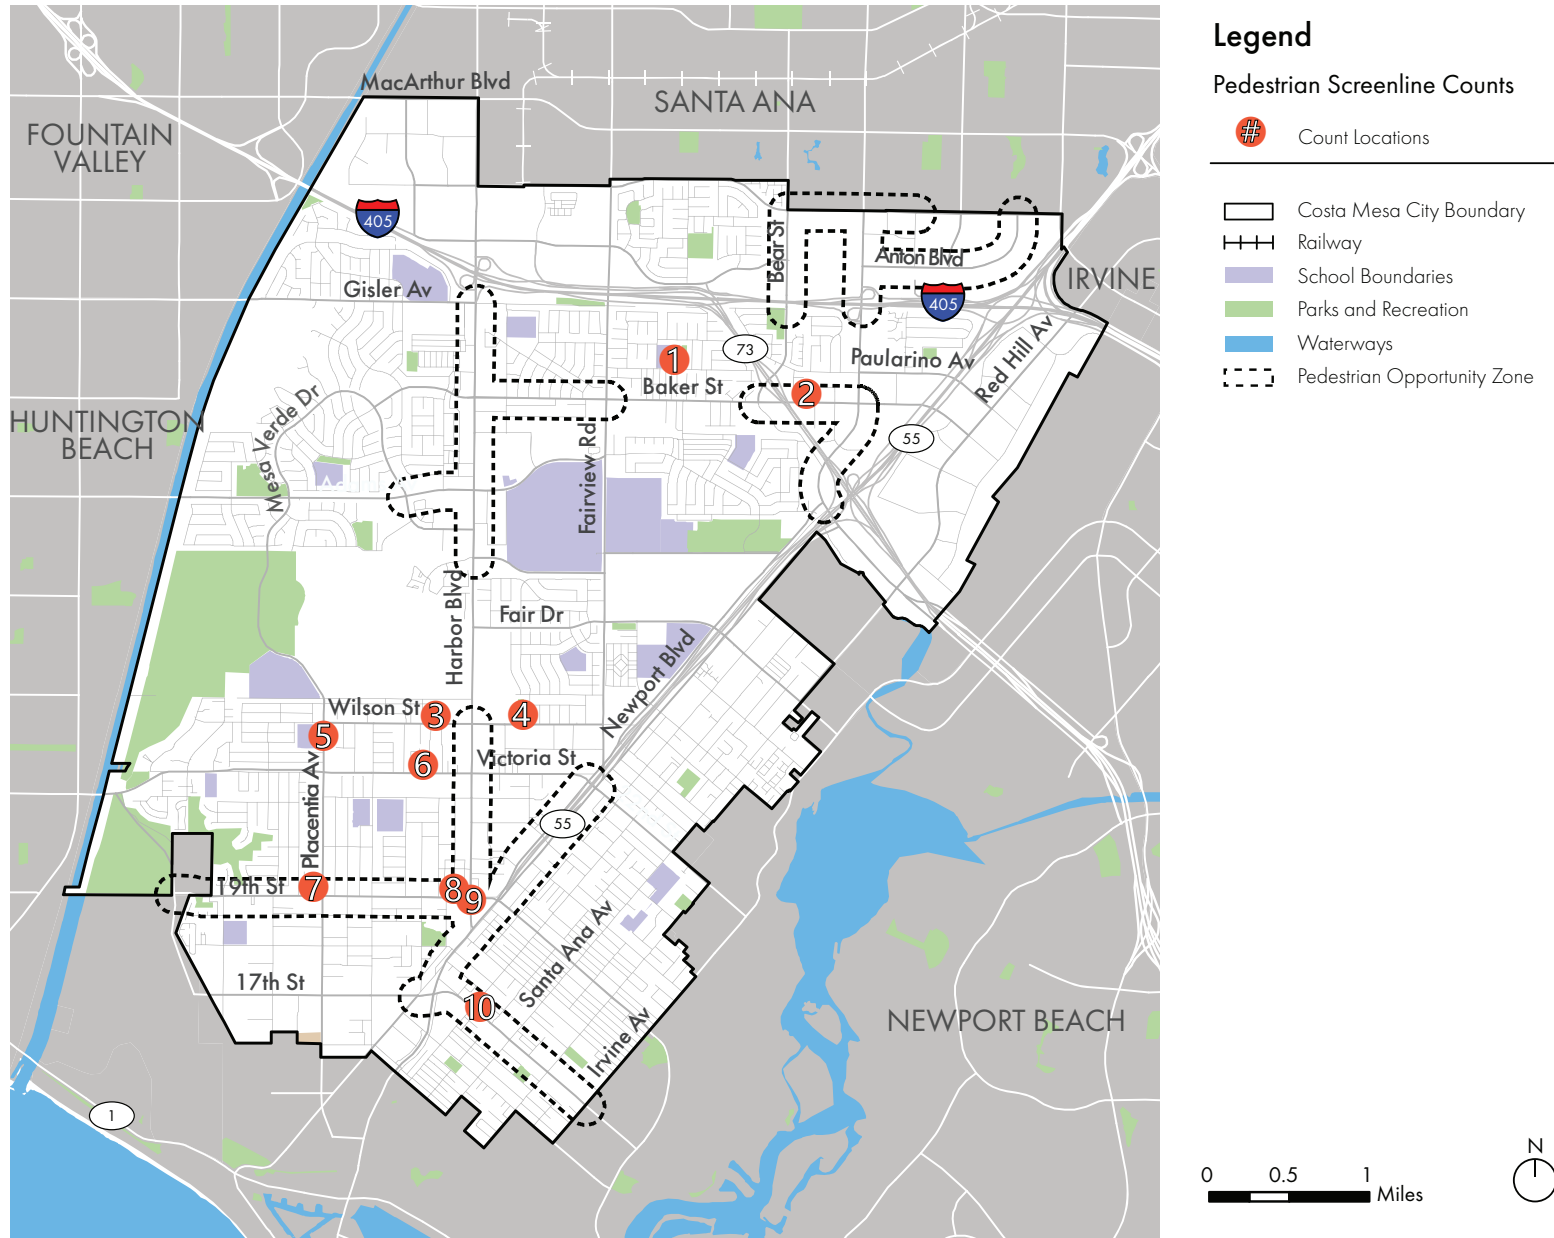 MacArthur Blvd
SANTA ANA
FOUNTAIN
VALLEY
405
Bear St
Anton Blvd
IRVINE
Gisler Av
405
1
73
Paularino Av
Red Hill Av
Baker St
2
HUNTINGTON
BEACH
Mesa Verde Dr
Fairview Rd
55
Harbor Blvd
Fair Dr
Newport Blvd
Wilson St
3
4
5
6
Victoria St
Placentia Av
55
19th St
7
8
9
Santa Ana Av
17th St
10
Irvine Av
NEWPORT BEACH
1
Legend
Pedestrian Screenline Counts
# Count Locations
Costa Mesa City Boundary
Railway
School Boundaries
Parks and Recreation
Waterways
Pedestrian Opportunity Zone
N
0 0.5 1
Miles